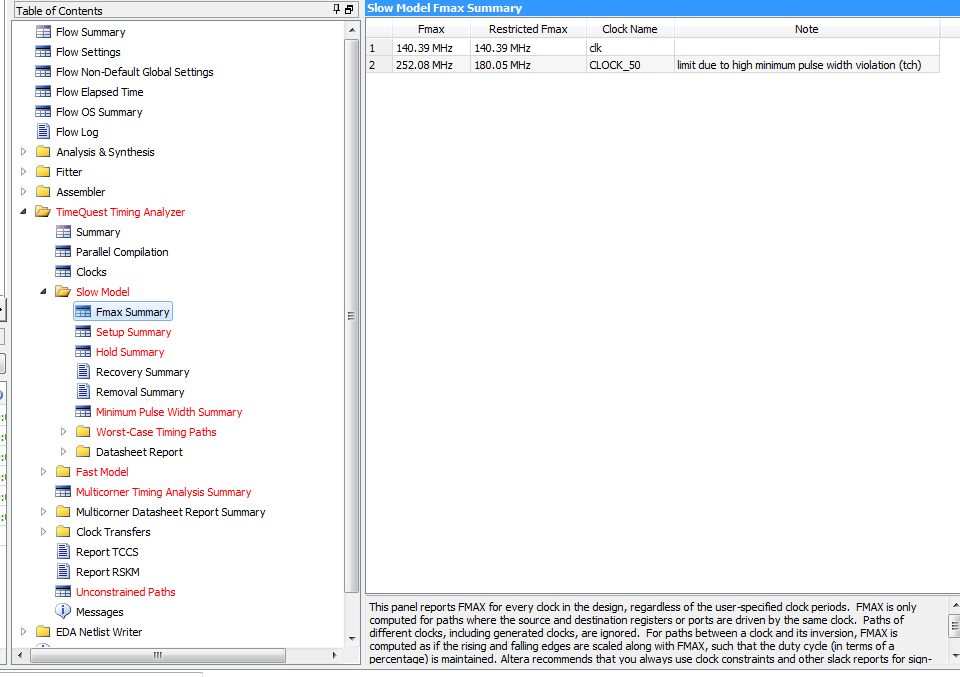 Table of Contents
Flow Summary
Flow Settings
Flow Non-Default Global Settings
Flow Elapsed Time
Flow OS Summary
Flow Log
Analysis & Synthesis
Fitter
Assembler
TimeQuest Timing Analyzer
Summary
Parallel Compilation
Clocks
Slow Model
Fmax Summary
Setup Summary
Hold Summary
Recovery Summary
Removal Summary
Minimum Pulse Width Summary
Worst-Case Timing Paths
Datasheet Report
Fast Model
Multicorner Timing Analysis Summary
Multicorner Datasheet Report Summary
Clock Transfers
Report TCCS
Report RSKM
Unconstrained Paths
Messages
EDA Netlist Writer
Slow Model Fmax Summary
Fmax Restricted Fmax Clock Name Note
1 140.39 MHz 140.39 MHz clk
2 252.08 MHz 180.05 MHz CLOCK_50 limit due to high minimum pulse width violation (tch)
This panel reports FMAX for every clock in the design, regardless of the user-specified clock periods. FMAX is only
computed for paths where the source and destination registers or ports are driven by the same clock. Paths of
different clocks, including generated clocks, are ignored. For paths between a clock and its inversion, FMAX is
computed as if the rising and falling edges are scaled along with FMAX, such that the duty cycle (in terms of a
percentage) is maintained. Altera recommends that you always use clock constraints and other slack reports for sign-